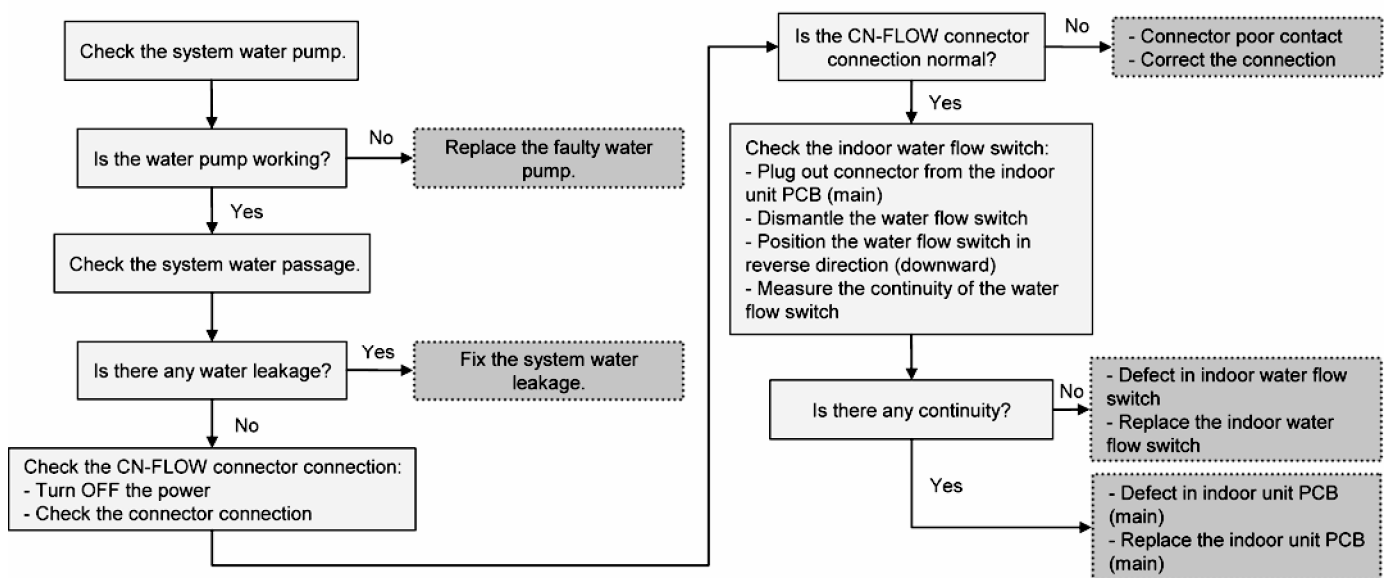 Check the system water pump.
Is the water pump working?
No
Replace the faulty water
pump.
Yes
Check the system water passage.
Is there any water leakage?
Yes
Fix the system water
leakage.
No
Check the CN-FLOW connector connection:
- Turn OFF the power
- Check the connector connection
Is the CN-FLOW connector
connection normal?
No
- Connector poor contact
- Correct the connection
Yes
Check the indoor water flow switch:
- Plug out connector from the indoor
unit PCB (main)
- Dismantle the water flow switch
- Position the water flow switch in
reverse direction (downward)
- Measure the continuity of the water
flow switch
Is there any continuity?
No
- Defect in indoor water flow
switch
- Replace the indoor water
flow switch
Yes
- Defect in indoor unit PCB
(main)
- Replace the indoor unit PCB
(main)